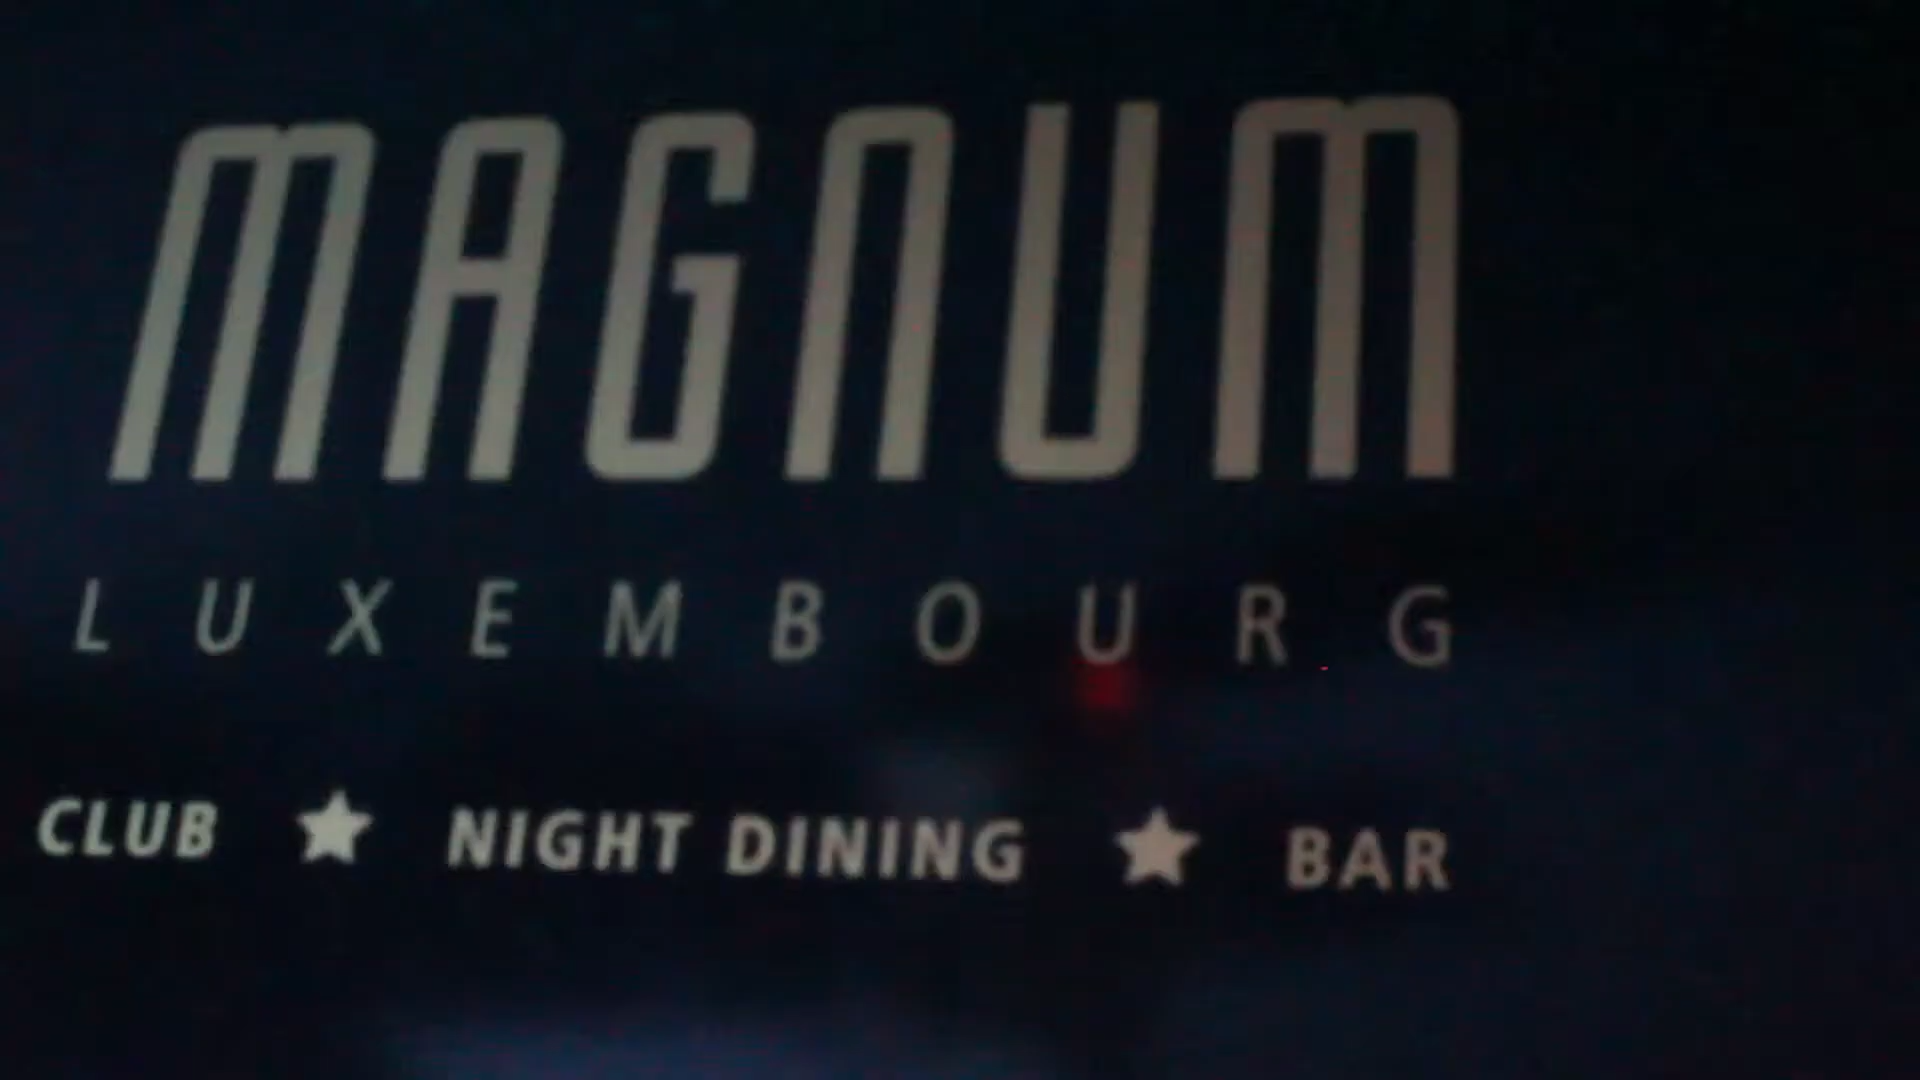 MAGNUM
LUXEMBOURG
CLUB ★ NIGHT DINING ★ BAR